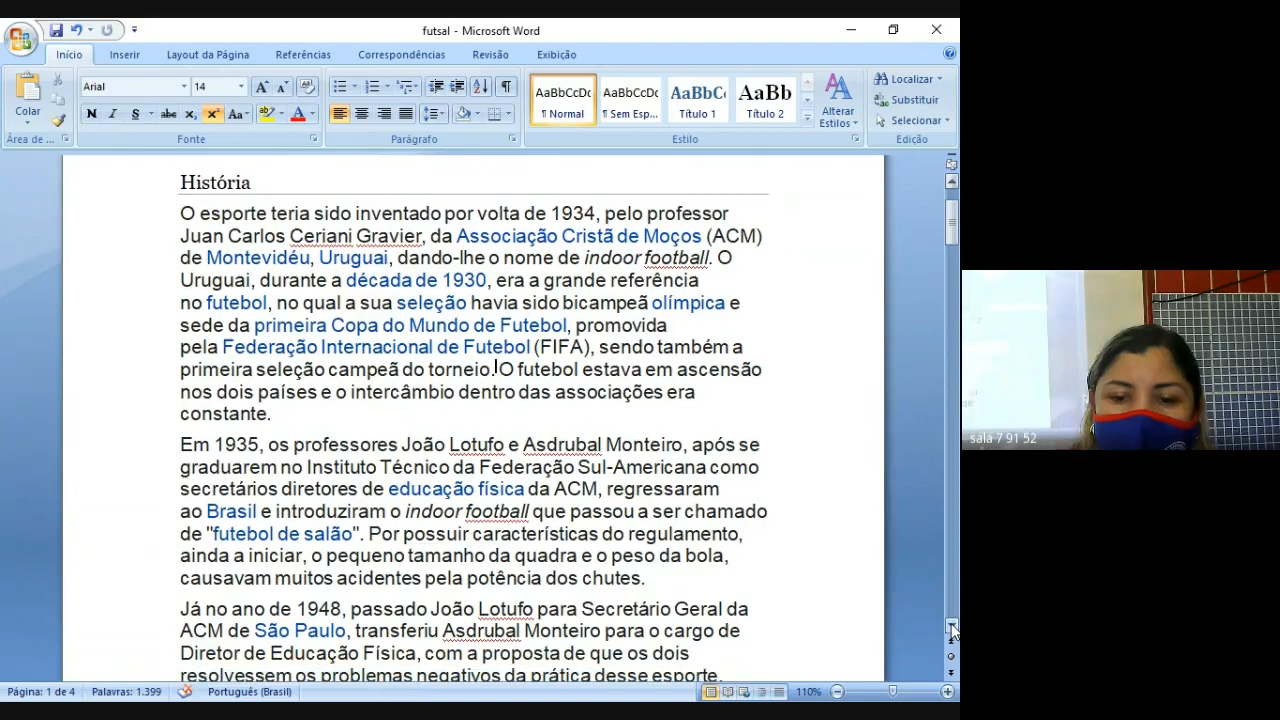 futsal - Microsoft Word
Início Inserir Layout da Página Referências Correspondências Revisão Exibição
Colar
Arial 14
N I S abc x₂ x² Aa
AaBbCcDc AaBbCcDc AaBbCc AaBb
¶ Normal ¶ Sem Esp... Título 1 Título 2
Alterar Estilos
Localizar
Substituir
Selecionar
Área de ... Fonte Parágrafo Estilo Edição
História
O esporte teria sido inventado por volta de 1934, pelo professor
Juan Carlos Ceriani Gravier, da Associação Cristã de Moços (ACM)
de Montevidéu, Uruguai, dando-lhe o nome de indoor football. O
Uruguai, durante a década de 1930, era a grande referência
no futebol, no qual a sua seleção havia sido bicampeã olímpica e
sede da primeira Copa do Mundo de Futebol, promovida
pela Federação Internacional de Futebol (FIFA), sendo também a
primeira seleção campeã do torneio. O futebol estava em ascensão
nos dois países e o intercâmbio dentro das associações era
constante.
Em 1935, os professores João Lotufo e Asdrubal Monteiro, após se
graduarem no Instituto Técnico da Federação Sul-Americana como
secretários diretores de educação física da ACM, regressaram
ao Brasil e introduziram o indoor football que passou a ser chamado
de "futebol de salão". Por possuir características do regulamento,
ainda a iniciar, o pequeno tamanho da quadra e o peso da bola,
causavam muitos acidentes pela potência dos chutes.
Já no ano de 1948, passado João Lotufo para Secretário Geral da
ACM de São Paulo, transferiu Asdrubal Monteiro para o cargo de
Diretor de Educação Física, com a proposta de que os dois
resolvessem os problemas negativos da prática desse esporte.
Página: 1 de 4 Palavras: 1.399 Português (Brasil) 110%
sala 7 91 52